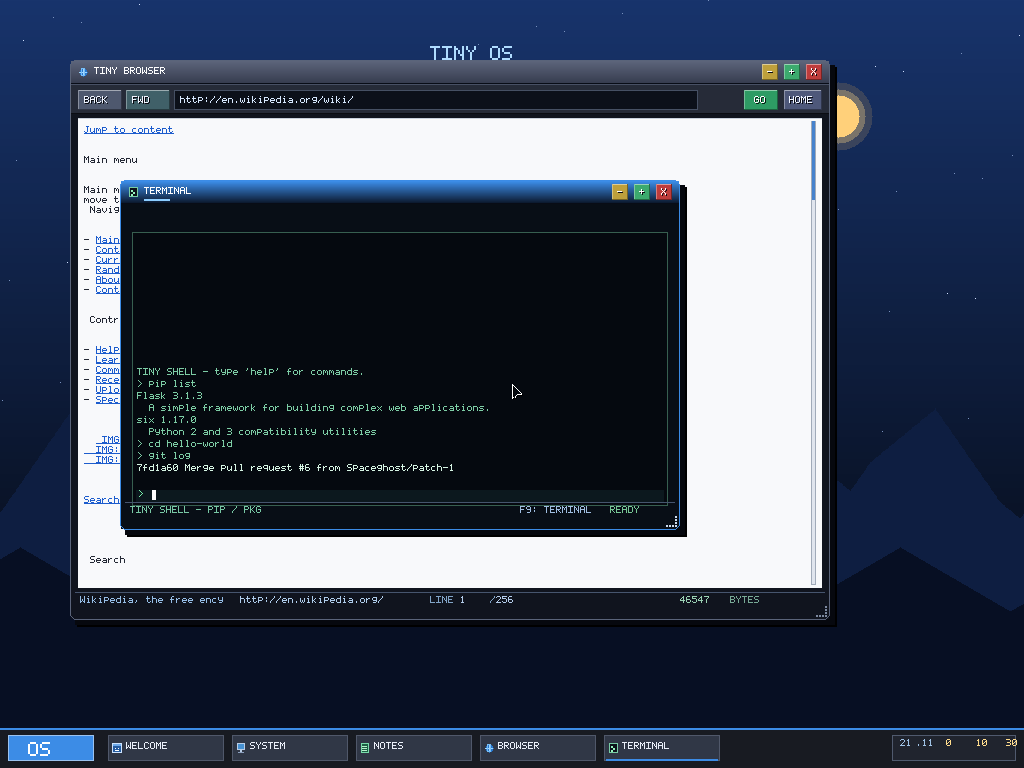 TINY OS
TINY BROWSER
- + X
BACK FWD http://en.wikipedia.org/wiki/ GO HOME
Jump to content
Main menu
Main m
move t
Navig
- Main
- Cont
- Curr
- Rand
- Abou
- Cont
Contr
- Help
- Lear
- Comm
- Rece
- Uplo
- Spec
IMG
IMG:
IMG:
Search
Search
TERMINAL
- + X
TINY SHELL - type 'help' for commands.
> pip list
Flask 3.1.3
A simple framework for building complex web applications.
six 1.17.0
Python 2 and 3 compatibility utilities
> cd hello-world
> git log
7fd1a60 Merge pull request #6 from Spaceghost/patch-1
>
TINY SHELL - PIP / PKG F9: TERMINAL READY
Wikipedia, the free ency http://en.wikipedia.org/ LINE 1 /256 46547 BYTES
OS WELCOME SYSTEM NOTES BROWSER TERMINAL 21 .11 0 10 30